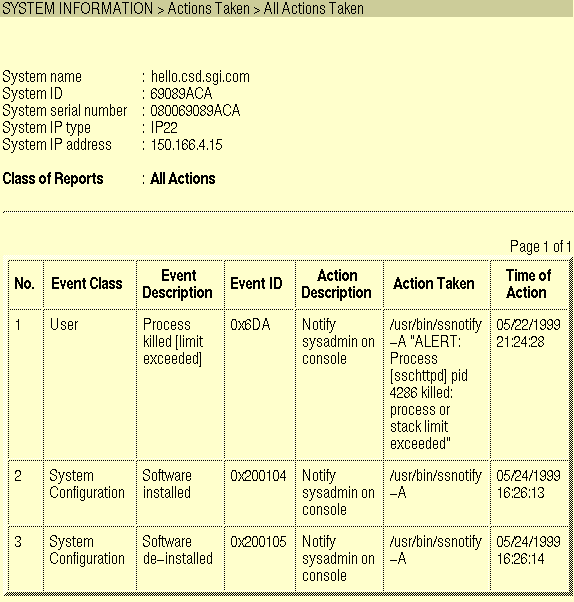 SYSTEM INFORMATION > Actions Taken > All Actions Taken
System name : hello.csd.sgi.com
System ID : 69089ACA
System serial number : 080069089ACA
System IP type : IP22
System IP address : 150.166.4.15
Class of Reports : All Actions
Page 1 of 1
No. Event Class Event Description Event ID Action Description Action Taken Time of Action
1 User Process killed [limit exceeded] 0x6DA Notify sysadmin on console /usr/bin/ssnotify –A "ALERT: Process [sschttpd] pid 4286 killed: process or stack limit exceeded" 05/22/1999 21:24:28
2 System Configuration Software installed 0x200104 Notify sysadmin on console /usr/bin/ssnotify –A 05/24/1999 16:26:13
3 System Configuration Software de–installed 0x200105 Notify sysadmin on console /usr/bin/ssnotify –A 05/24/1999 16:26:14